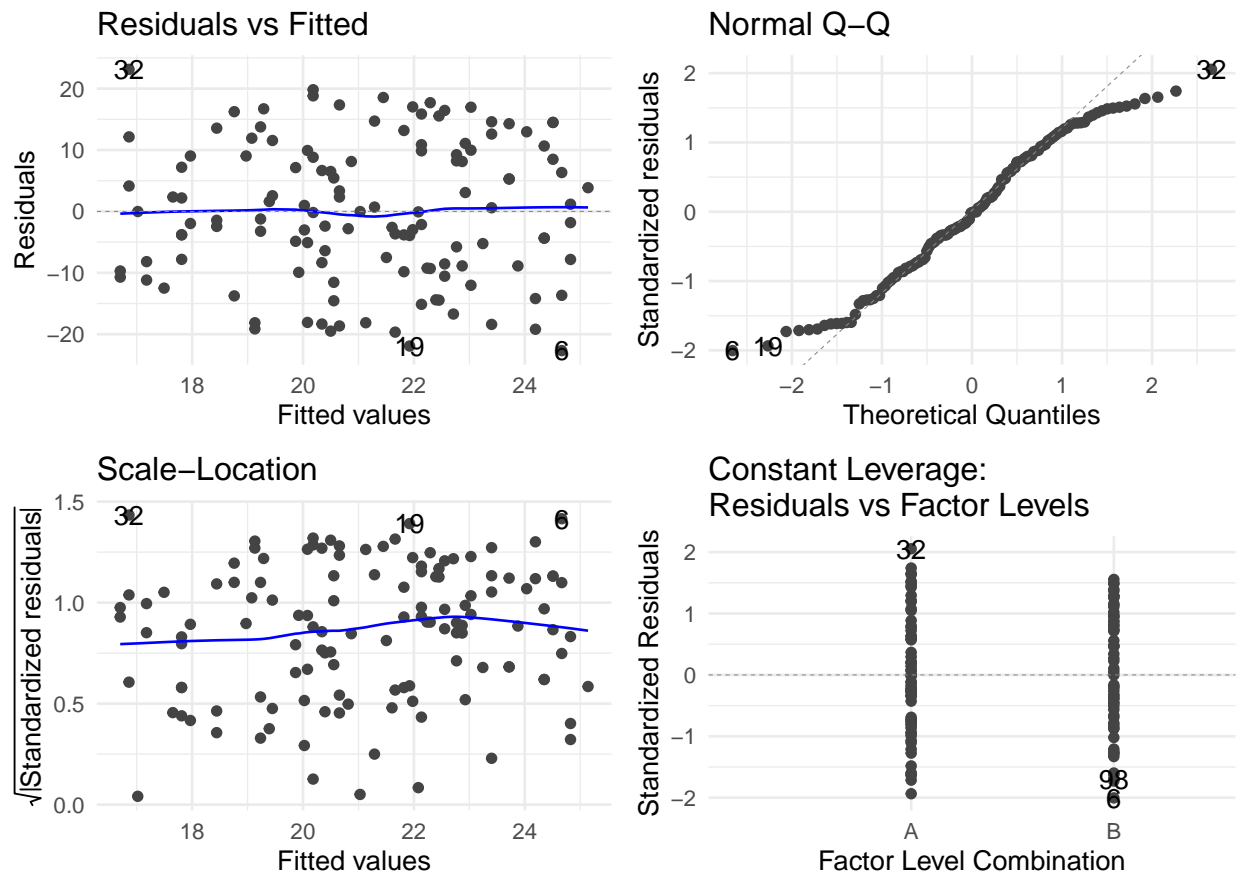 Residuals vs Fitted
32
19
6
20
10
0
−10
−20
18
20
22
24
Residuals
Fitted values
Normal Q−Q
32
6
19
2
1
0
−1
−2
−2
−1
0
1
2
Standardized residuals
Theoretical Quantiles
Scale−Location
32
19
6
1.5
1.0
0.5
0.0
18
20
22
24
√|Standardized residuals|
Fitted values
Constant Leverage:
Residuals vs Factor Levels
32
98
6
2
1
0
−1
−2
A
B
Standardized Residuals
Factor Level Combination